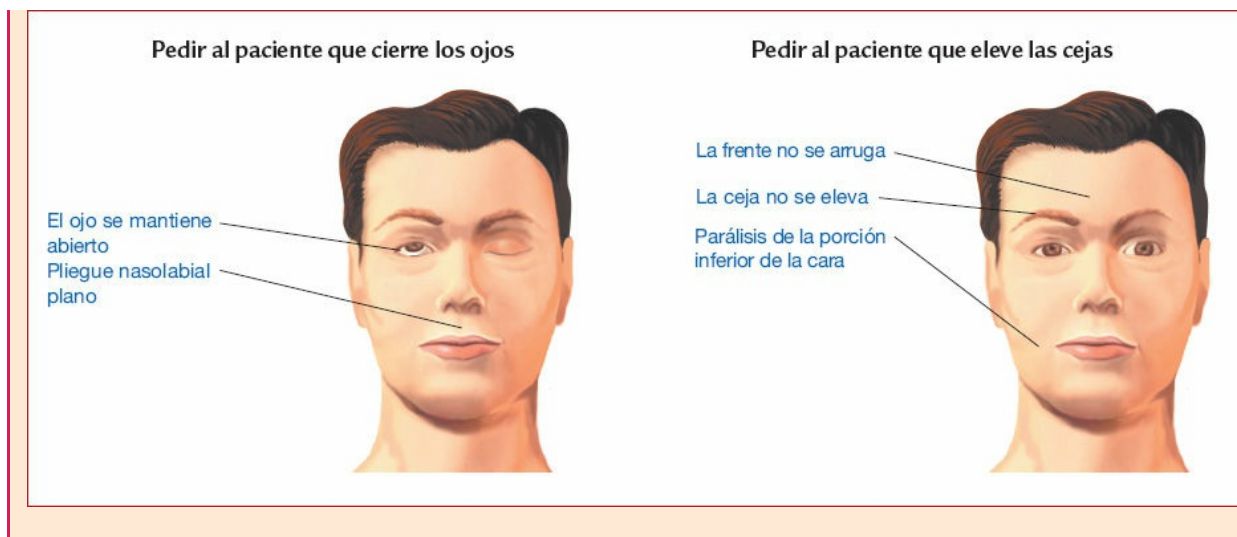 Pedir al paciente que cierre los ojos
El ojo se mantiene
abierto
Pliegue nasolabial
plano
Pedir al paciente que eleve las cejas
La frente no se arruga
La ceja no se eleva
Parálisis de la porción
inferior de la cara